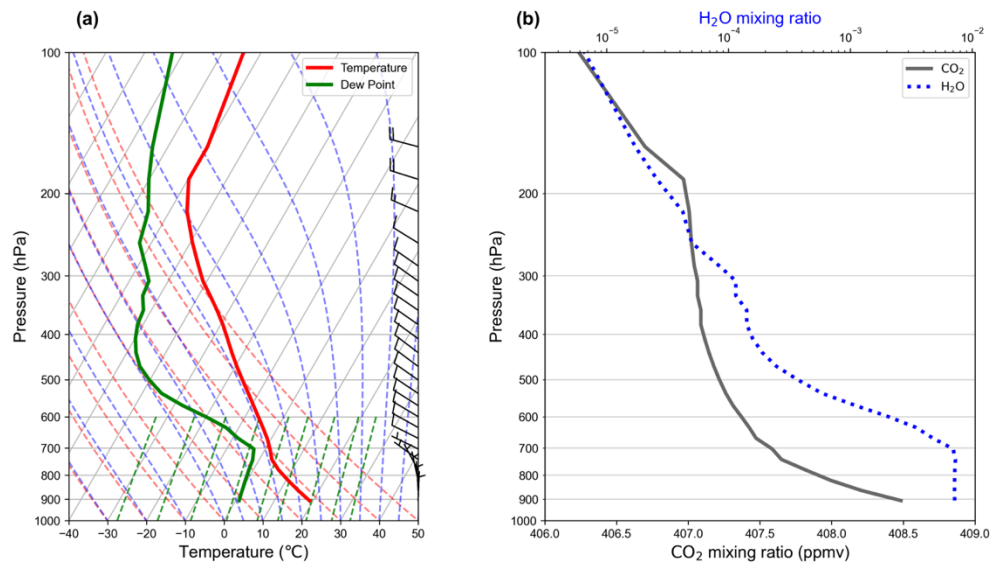 (a)
100
200
300
400
500
600
700
800
900
1000
Pressure (hPa)
−40 −30 −20 −10 0 10 20 30 40 50
Temperature (℃)
Temperature
Dew Point
(b)
H₂O mixing ratio
10⁻⁵ 10⁻⁴ 10⁻³ 10⁻²
100
200
300
400
500
600
700
800
900
1000
Pressure (hPa)
CO₂
H₂O
406.0 406.5 407.0 407.5 408.0 408.5 409.0
CO₂ mixing ratio (ppmv)